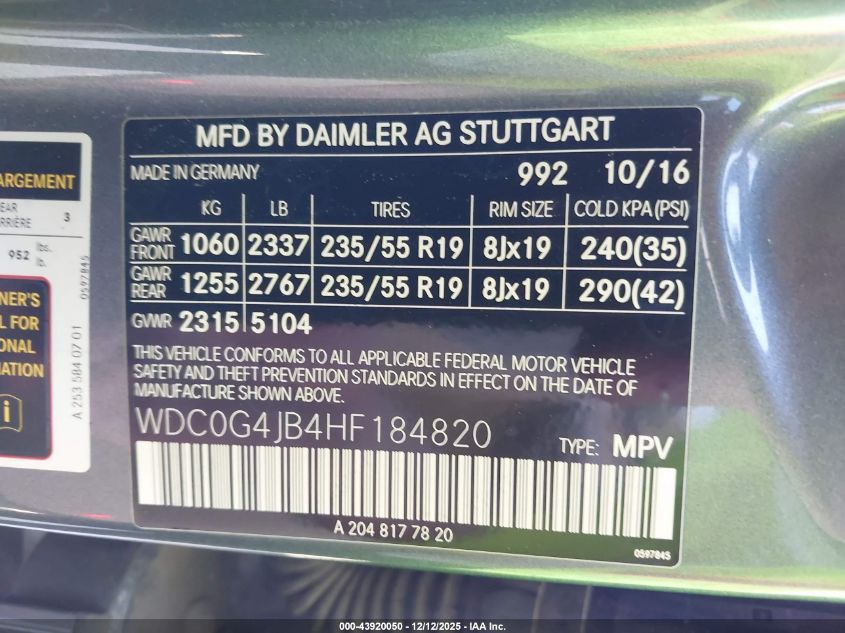 MFD BY DAIMLER AG STUTTGART
MADE IN GERMANY 992 10/16
KG LB TIRES RIM SIZE COLD KPA (PSI)
GAWR FRONT 1060 2337 235/55 R19 8Jx19 240(35)
GAWR REAR 1255 2767 235/55 R19 8Jx19 290(42)
GVWR 2315 5104
THIS VEHICLE CONFORMS TO ALL APPLICABLE FEDERAL MOTOR VEHICLE
SAFETY AND THEFT PREVENTION STANDARDS IN EFFECT ON THE DATE OF
MANUFACTURE SHOWN ABOVE.
WDC0G4JB4HF184820 TYPE: MPV
A 204 817 78 20
0597845
ARGEMENT
EAR
RRIÈRE 3
952 lbs.
lb.
0597845
NER'S
L FOR
ONAL
MATION
i
A 253 584 07 01
000-43920050 - 12/12/2025 - IAA Inc.